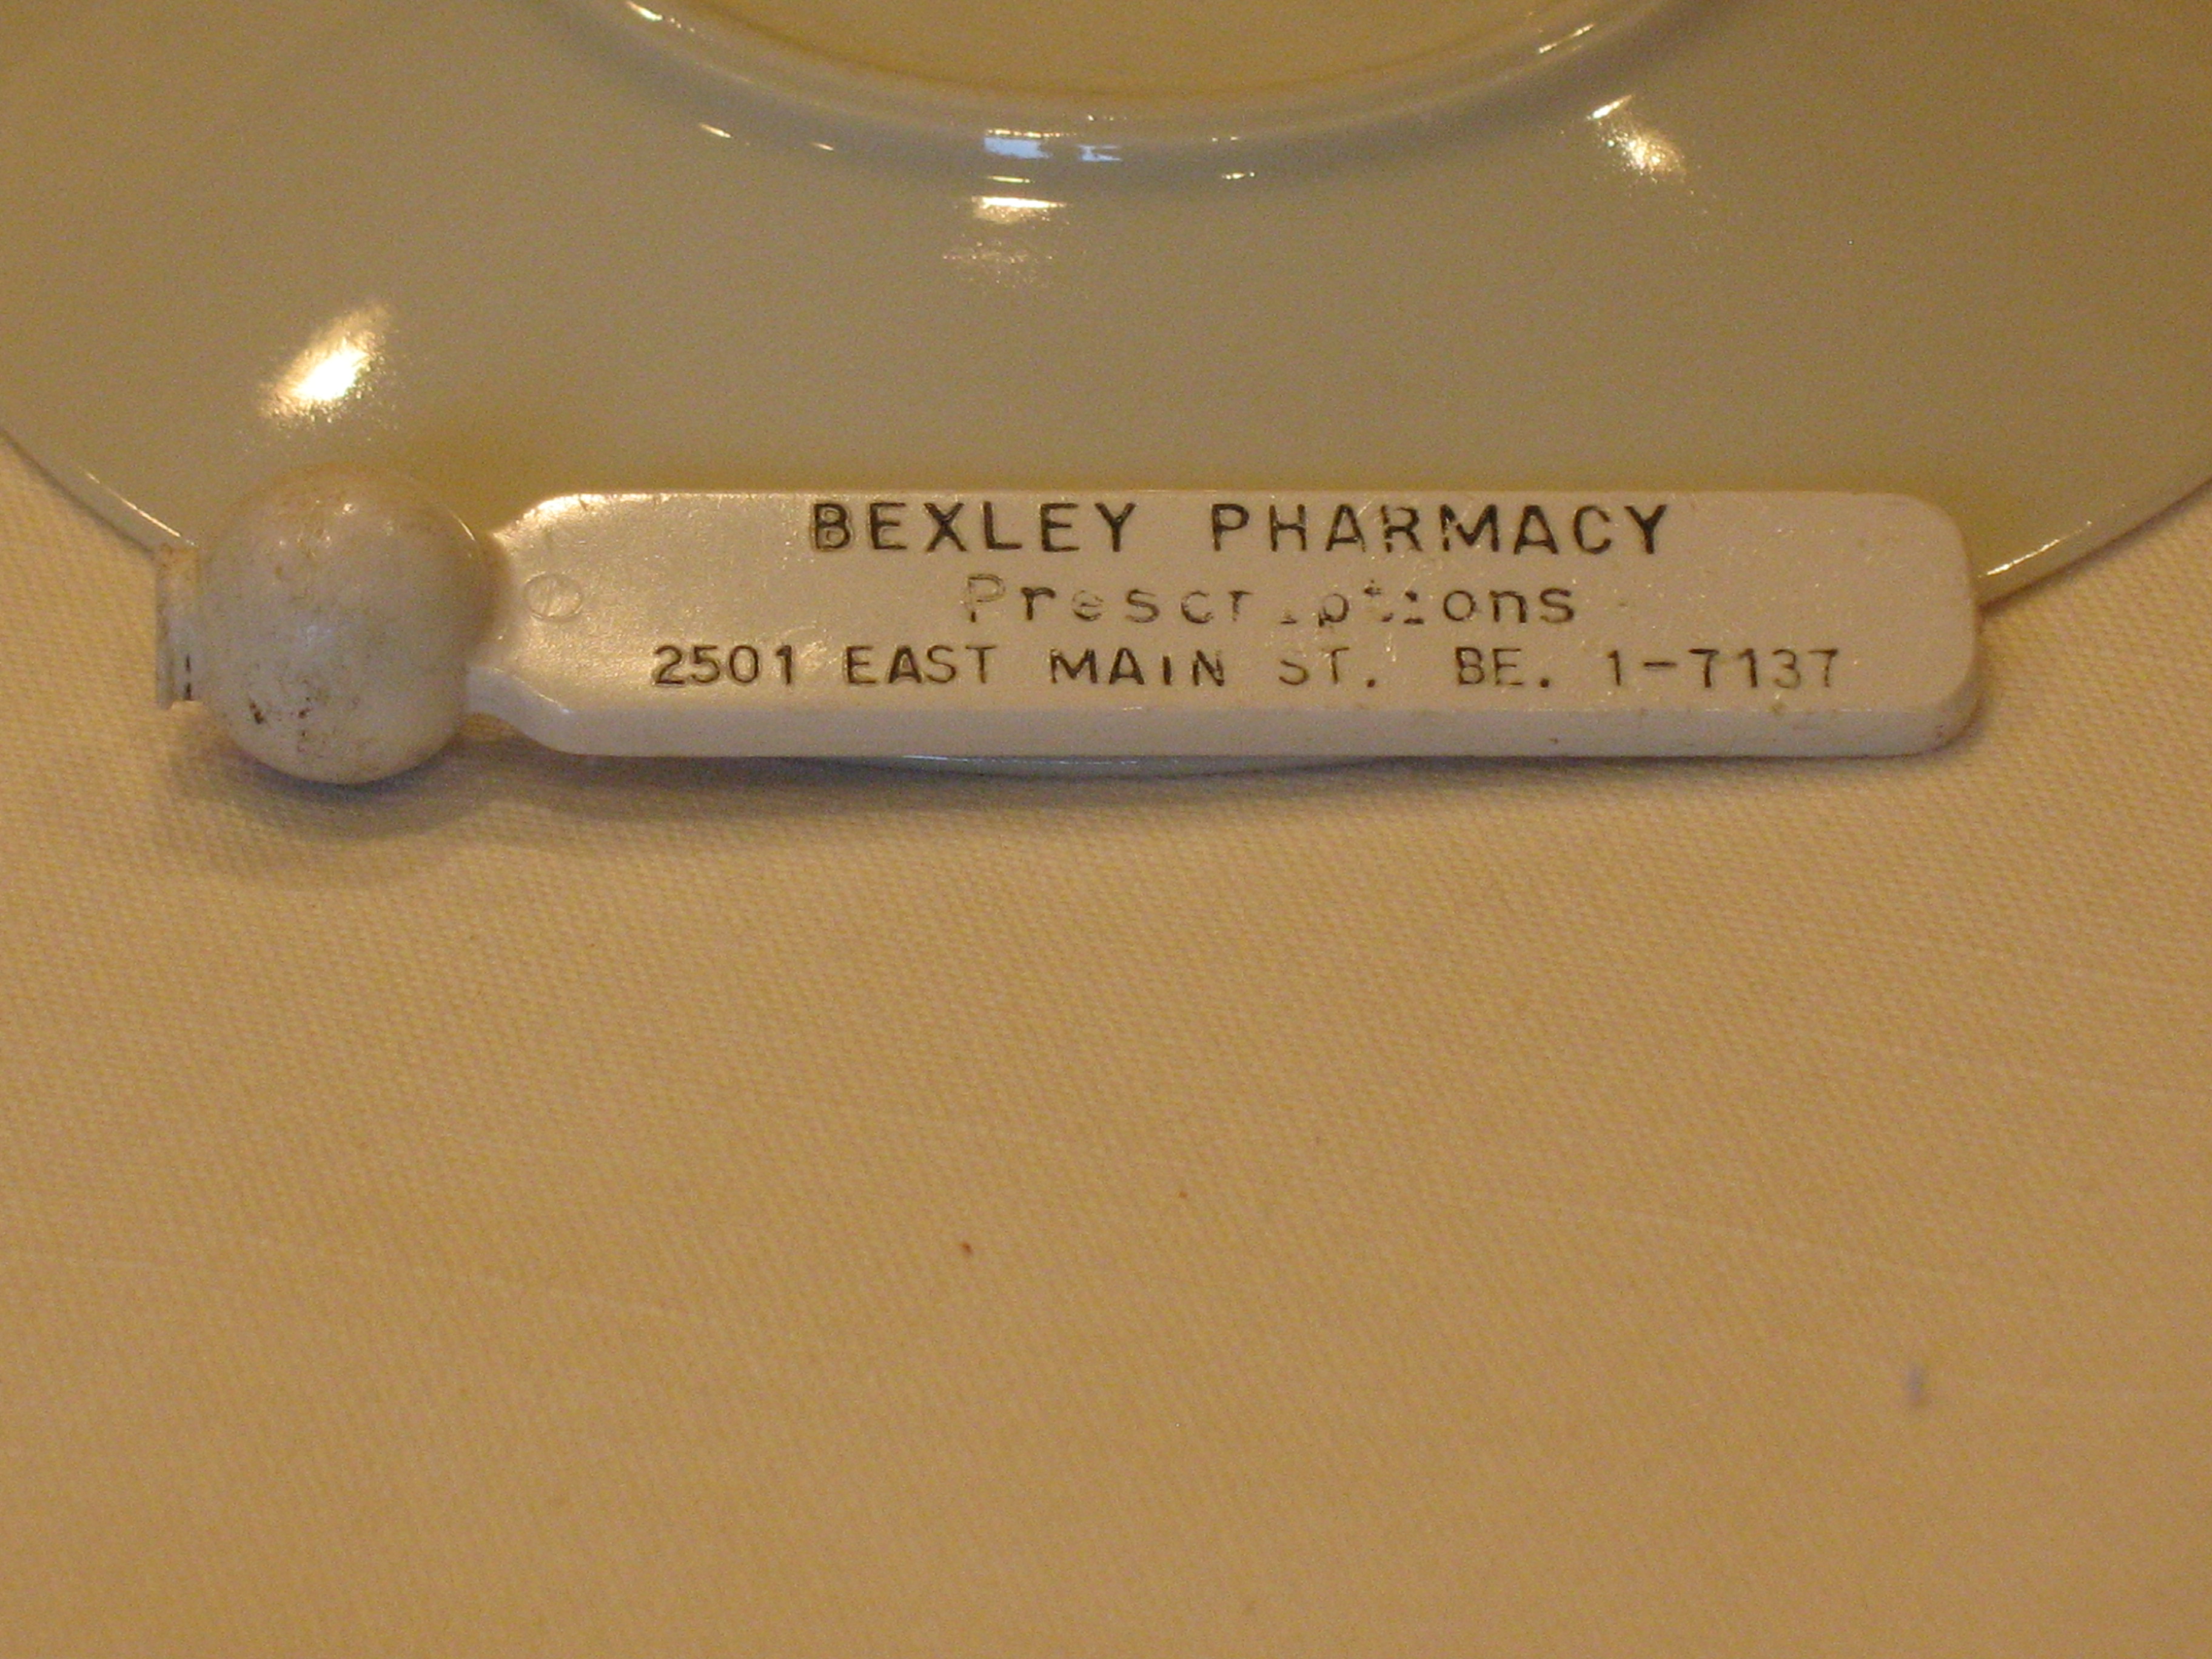 BEXLEY PHARMACY
Prescriptions
2501 EAST MAIN ST. BE. 1-7137